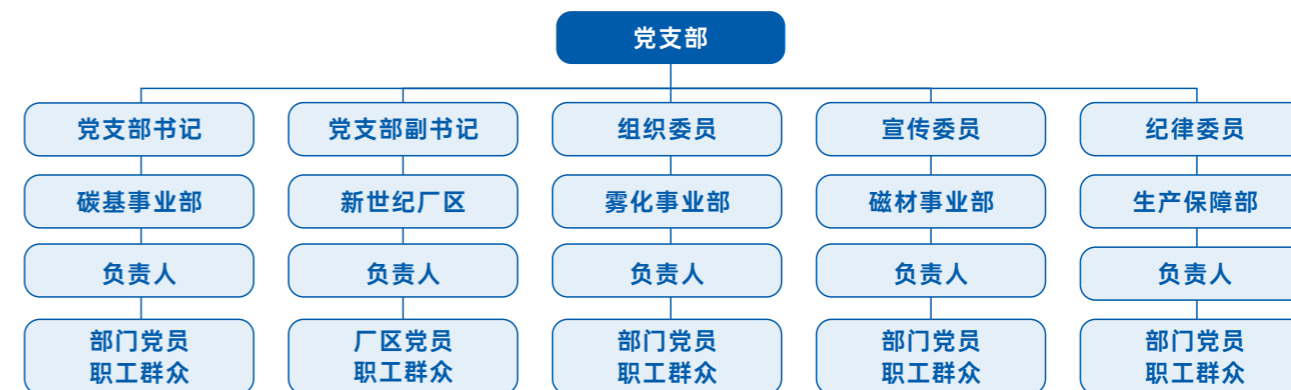 党支部
党支部书记
党支部副书记
组织委员
宣传委员
纪律委员
碳基事业部
新世纪厂区
雾化事业部
磁材事业部
生产保障部
负责人
负责人
负责人
负责人
负责人
部门党员
职工群众
厂区党员
职工群众
部门党员
职工群众
部门党员
职工群众
部门党员
职工群众